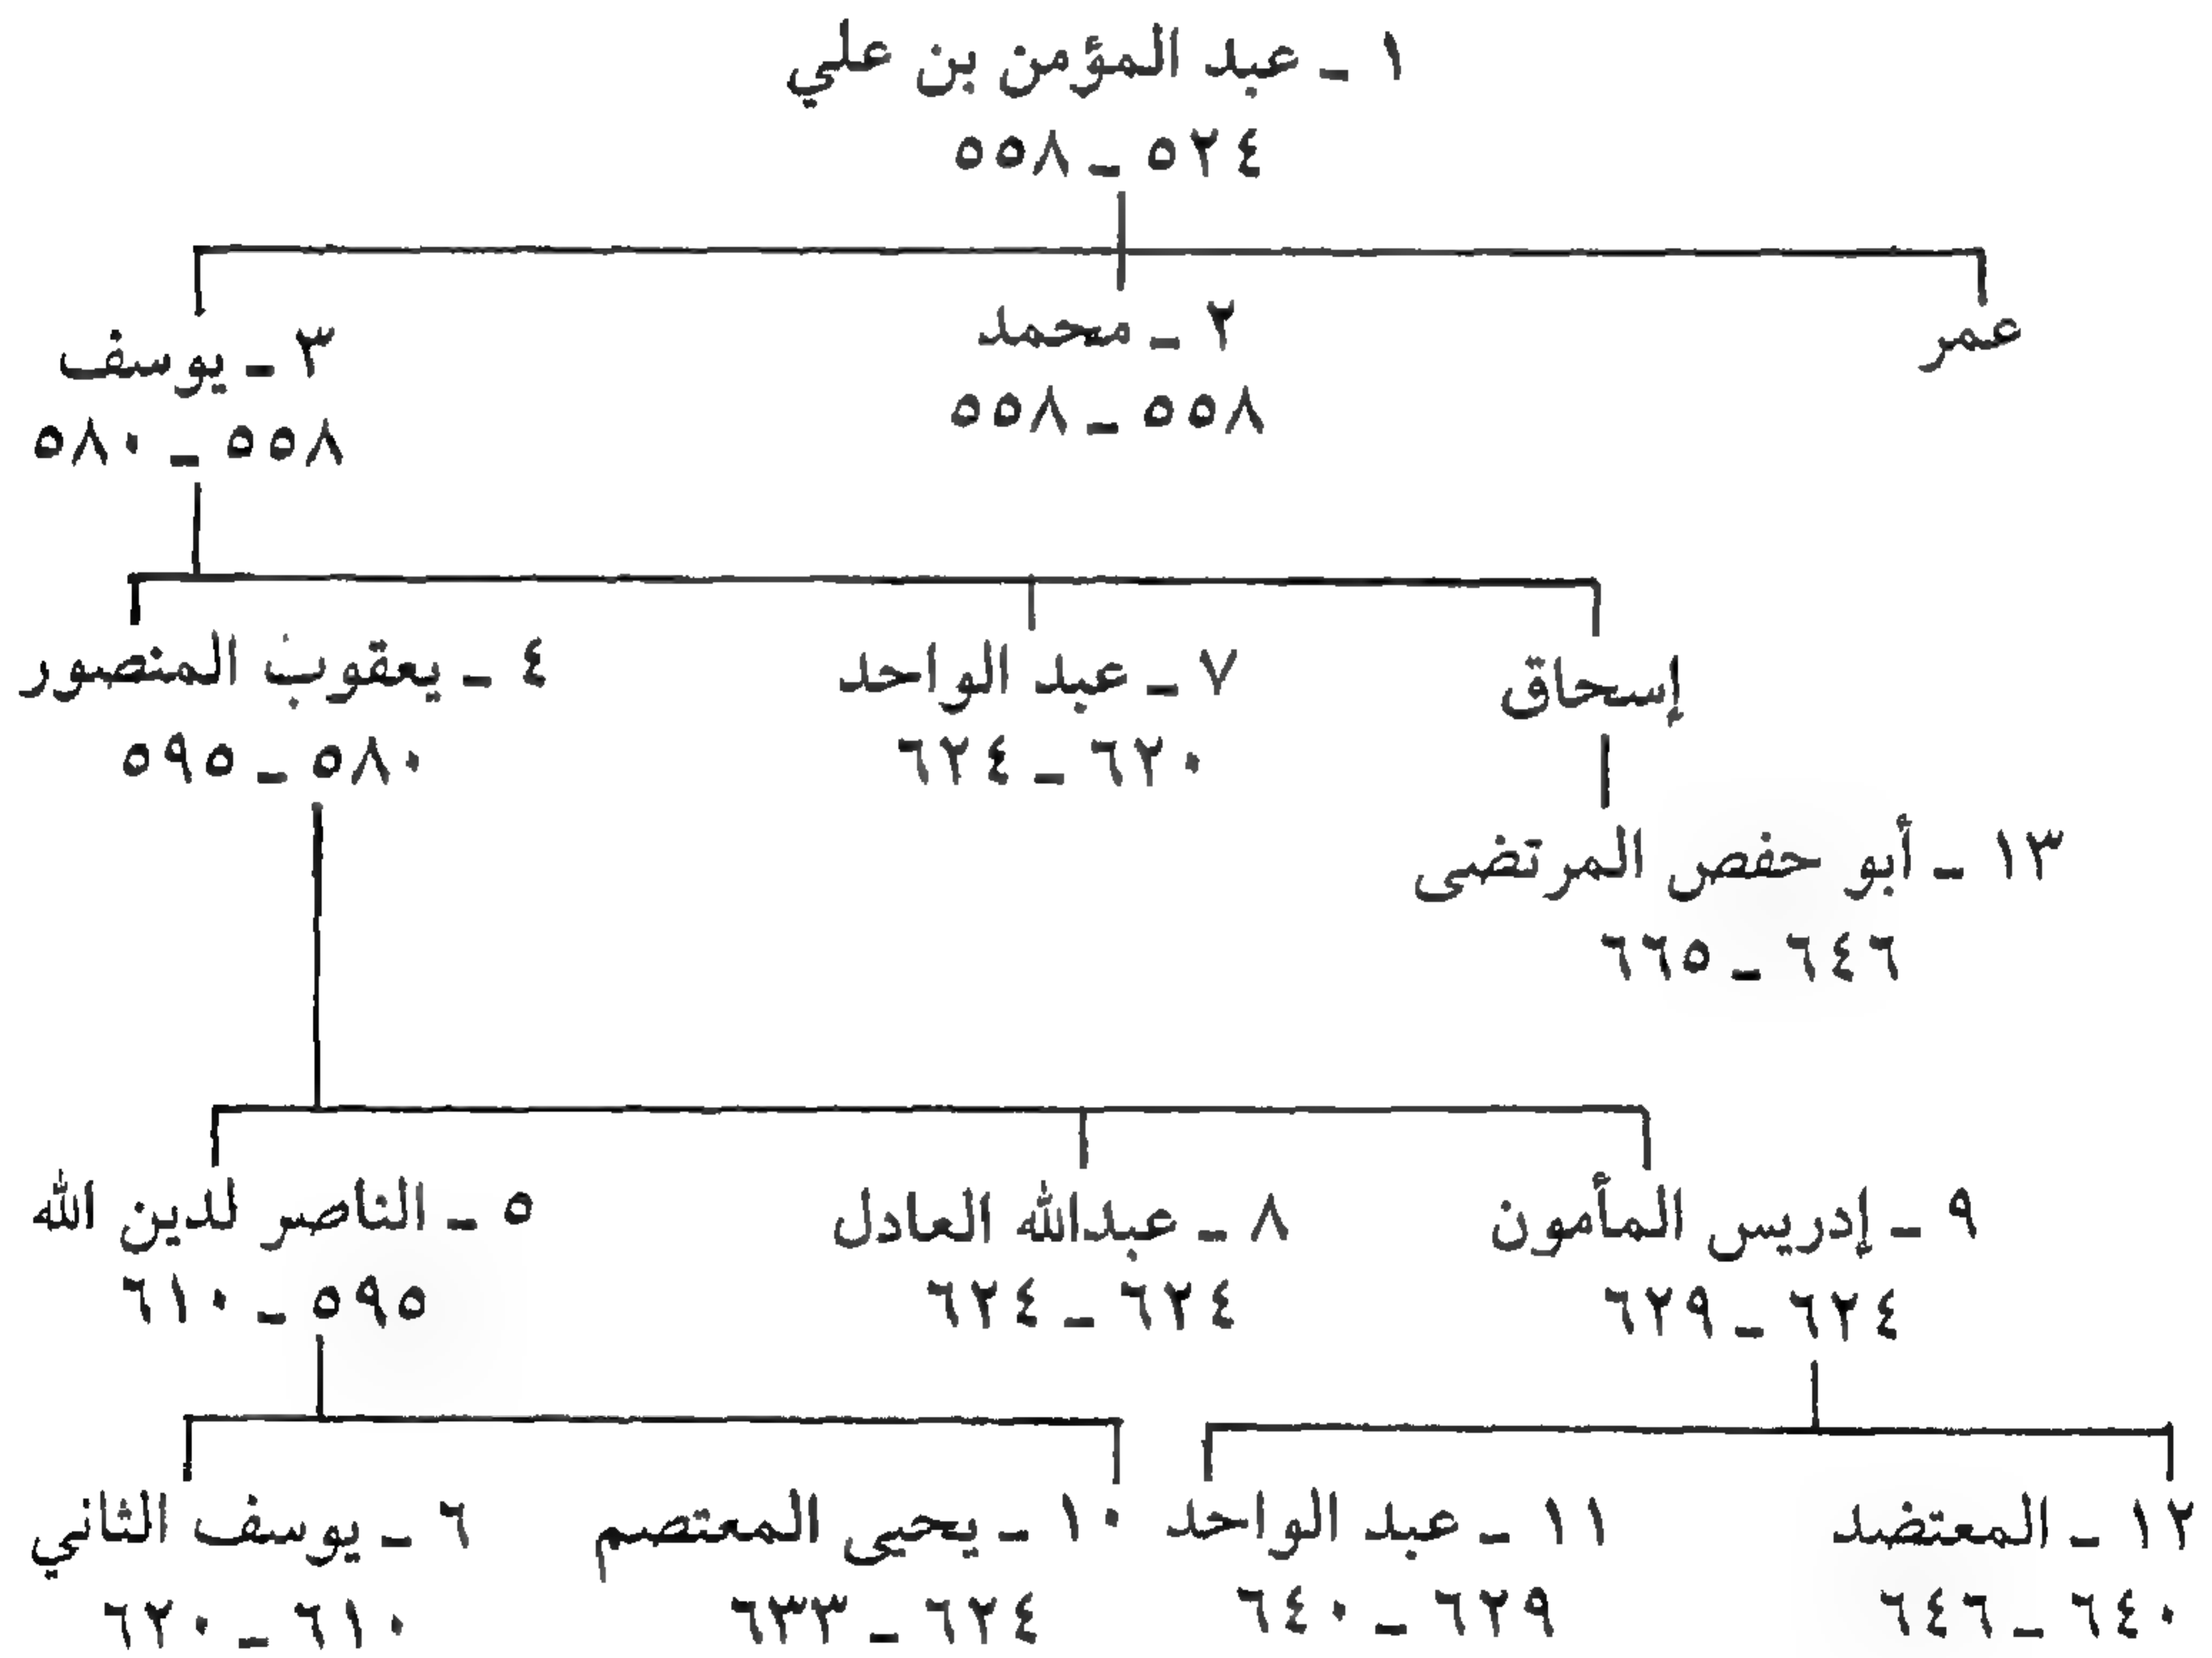 ١ ـ عبد المؤمن بن علي
٥٢٤ ـ ٥٥٨
عمر
٢ ـ محمد
٥٥٨ ـ ٥٥٨
٣ ـ يوسف
٥٥٨ ـ ٥٨٠
إسحاق
٧ ـ عبد الواحد
٦٢٠ ـ ٦٢٤
٤ ـ يعقوب المنصور
٥٨٠ ـ ٥٩٥
١٣ ـ أبو حفص المرتضى
٦٤٦ ـ ٦٦٥
٩ ـ إدريس المأمون
٦٢٤ ـ ٦٢٩
٨ ـ عبدالله العادل
٦٢٤ ـ ٦٢٤
٥ ـ الناصر لدين الله
٥٩٥ ـ ٦١٠
١٢ ـ المعتضد
٦٤٠ ـ ٦٤٦
١١ ـ عبد الواحد
٦٢٩ ـ ٦٤٠
١٠ ـ يحيى المعتصم
٦٢٤ ـ ٦٣٣
٦ ـ يوسف الثاني
٦١٠ ـ ٦٢٠